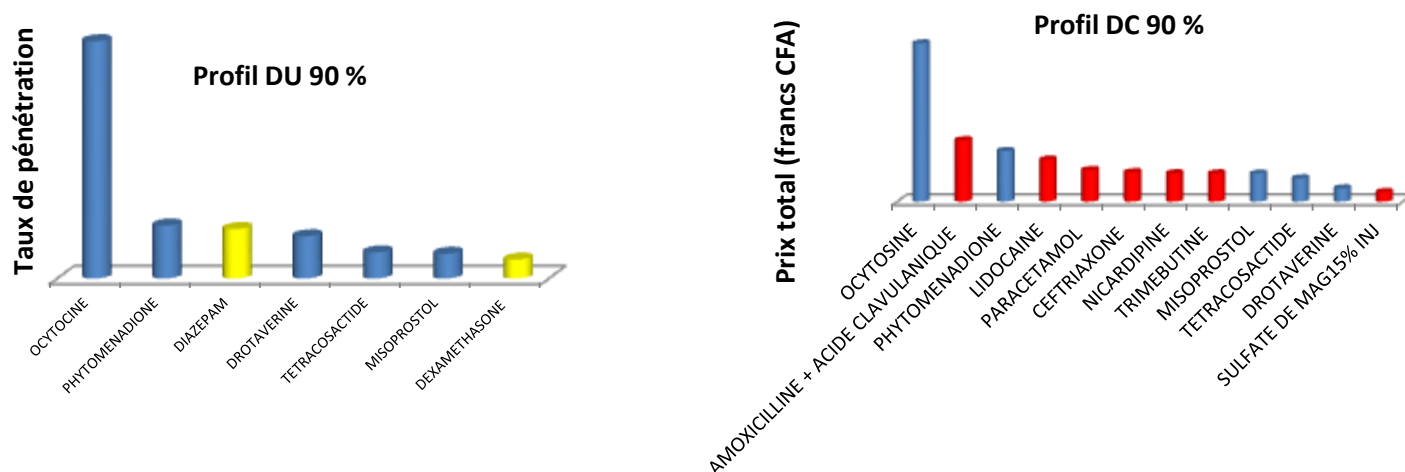 Profil DU 90 %
Taux de pénétration
OCYTOCINE
PHYTOMENADIONE
DIAZEPAM
DROTAVERINE
TETRACOSACTIDE
MISOPROSTOL
DEXAMETHASONE
Profil DC 90 %
Prix total (francs CFA)
OCYTOSINE
AMOXICILLINE + ACIDE CLAVULANIQUE
PHYTOMENADIONE
LIDOCAINE
PARACETAMOL
CEFTRIAXONE
NICARDIPINE
TRIMEBUTINE
MISOPROSTOL
TETRACOSACTIDE
DROTAVERINE
SULFATE DE MAG15% INJ